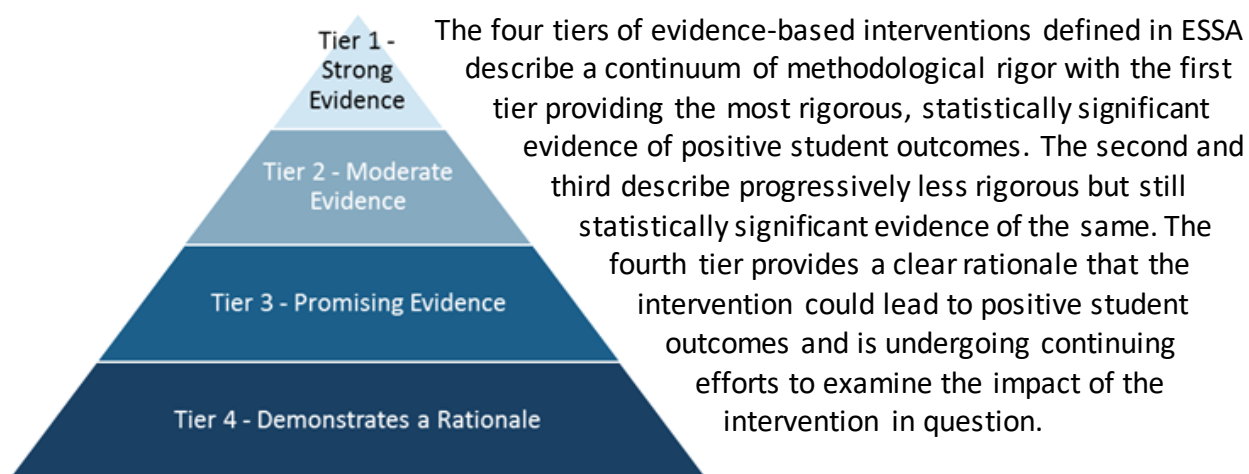 Tier 1 -
Strong
Evidence
Tier 2 - Moderate
Evidence
Tier 3 - Promising Evidence
Tier 4 - Demonstrates a Rationale
The four tiers of evidence-based interventions defined in ESSA
describe a continuum of methodological rigor with the first
tier providing the most rigorous, statistically significant
evidence of positive student outcomes. The second and
third describe progressively less rigorous but still
statistically significant evidence of the same. The
fourth tier provides a clear rationale that the
intervention could lead to positive student
outcomes and is undergoing continuing
efforts to examine the impact of the
intervention in question.